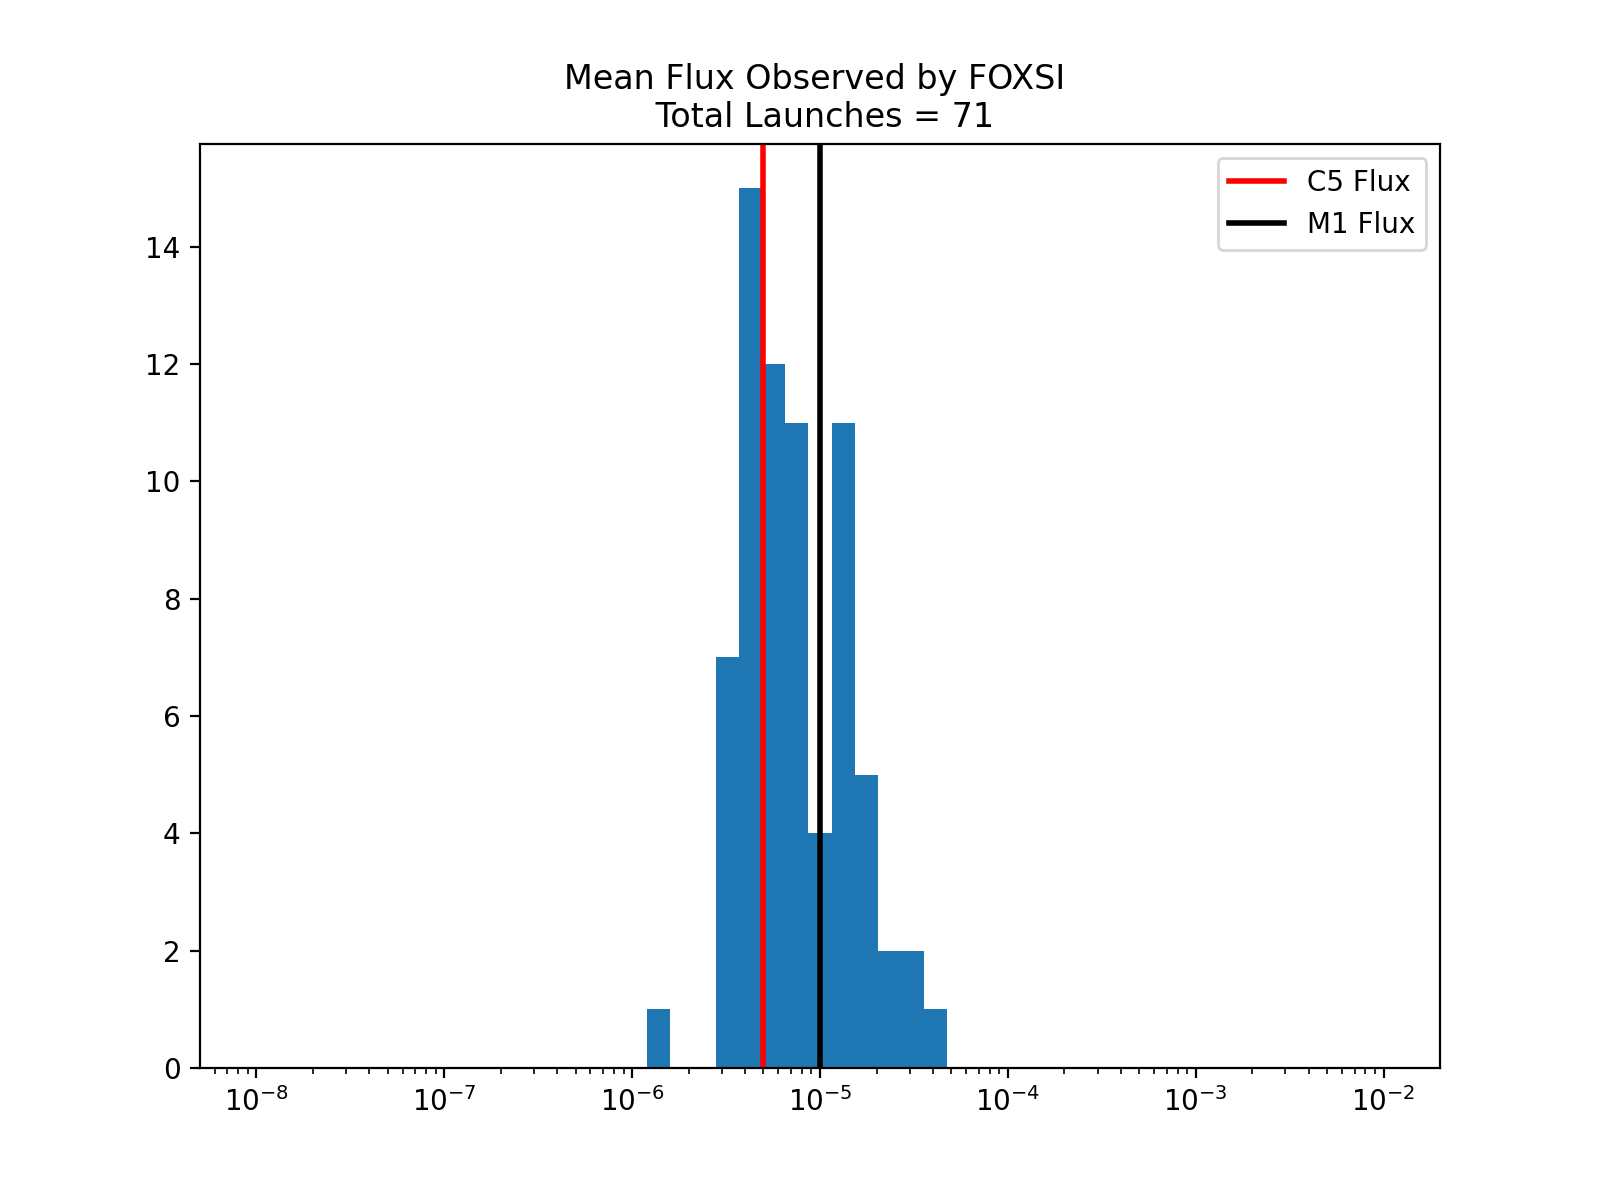 Mean Flux Observed by FOXSI
Total Launches = 71
C5 Flux
M1 Flux
14
12
10
8
6
4
2
0
10⁻⁸ 10⁻⁷ 10⁻⁶ 10⁻⁵ 10⁻⁴ 10⁻³ 10⁻²